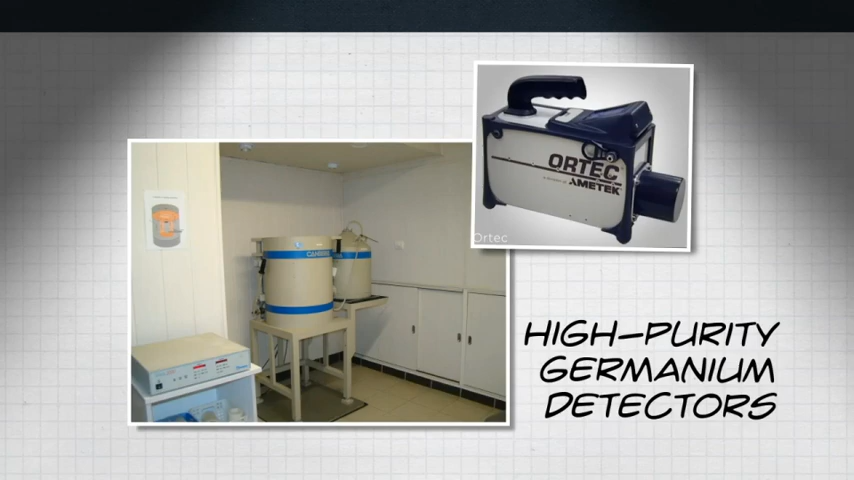 ORTEC
AMETEK
Ortec
HIGH-PURITY
GERMANIUM
DETECTORS